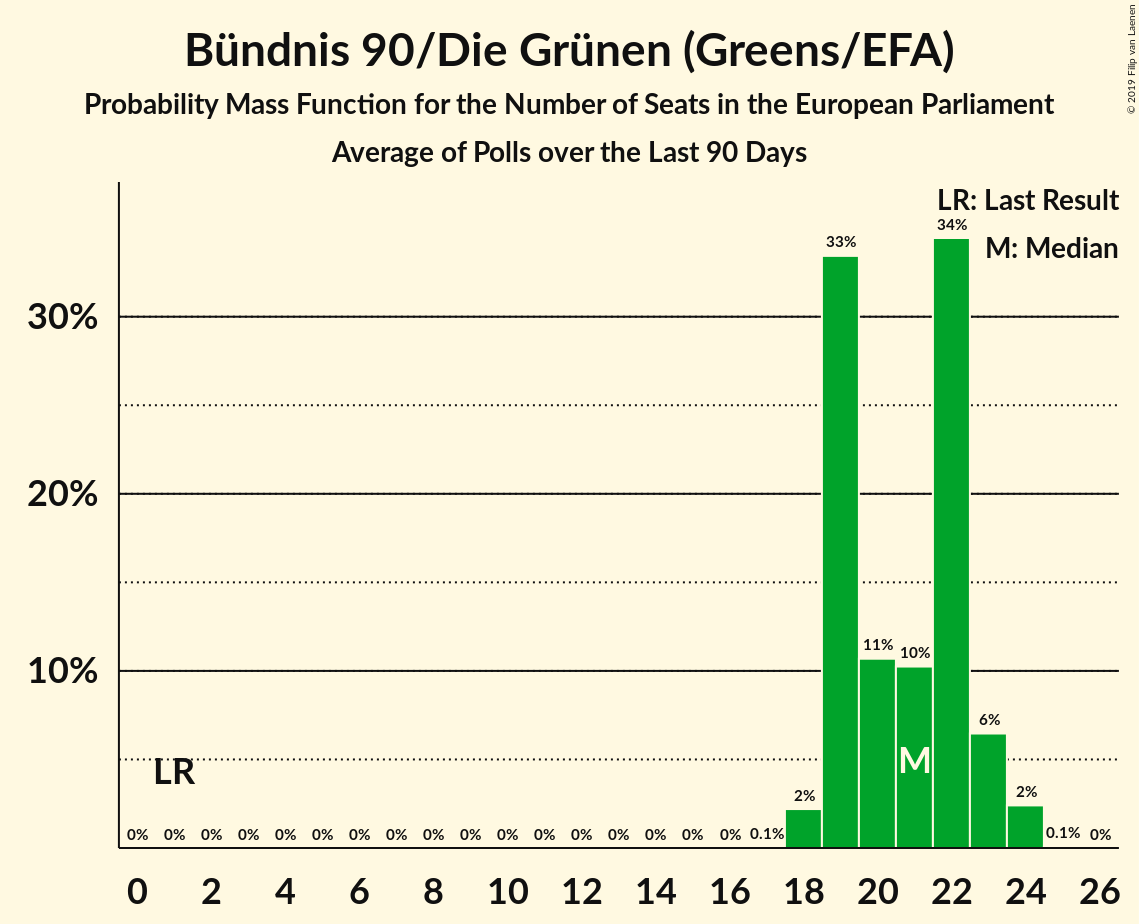 Bündnis 90/Die Grünen (Greens/EFA)
Probability Mass Function for the Number of Seats in the European Parliament
Average of Polls over the Last 90 Days
© 2019 Filip van Laenen
LR: Last Result
M: Median
34%
33%
30%
20%
11%
10%
10%
6%
M
LR
2%
2%
0% 0% 0% 0% 0% 0% 0% 0% 0% 0% 0% 0% 0% 0% 0% 0% 0% 0.1% 0.1% 0%
0 2 4 6 8 10 12 14 16 18 20 22 24 26